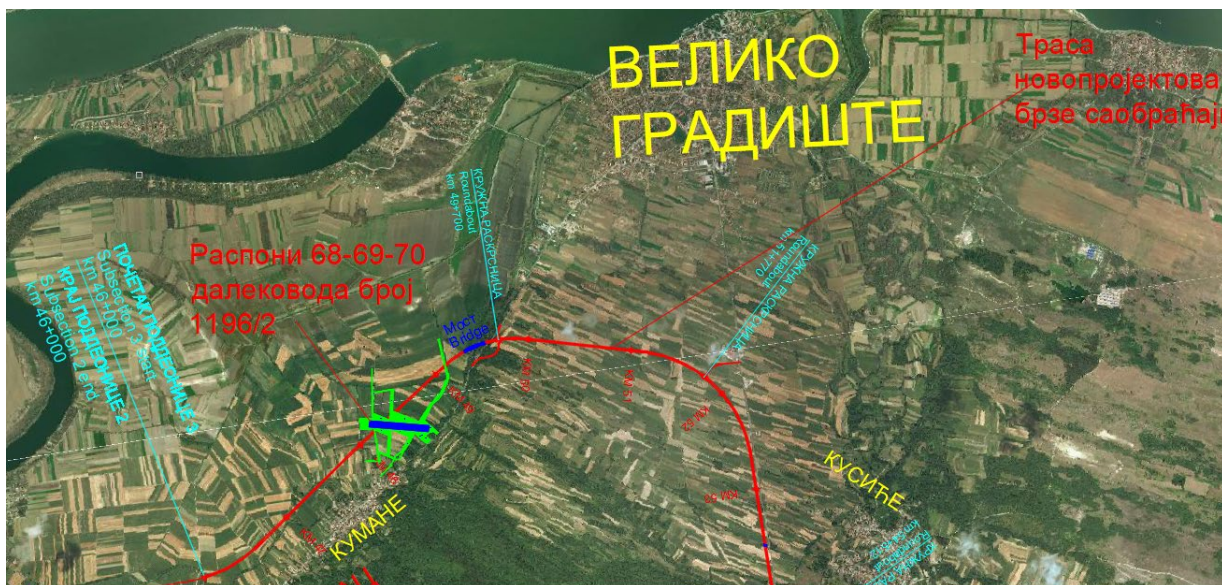 ВЕЛИКО
ГРАДИШТЕ
Траса
новопројектова
брзе саобраћај
КРУЖНА РАСКРСНИЦА
Roundabout
km 49+700
Распони 68-69-70
далековода број
1196/2
ПОЧЕТАК ПОДДЕОНИЦЕ 3
Subsection 3 start
km 46+000
КРАЈ ПОДДЕОНИЦЕ 2
Subsection 2 end
km 46+000
Мост
Bridge
КРУЖНА РАСКРСНИЦА
Roundabout
km 51+770
КУМАНЕ
КУСИЋЕ